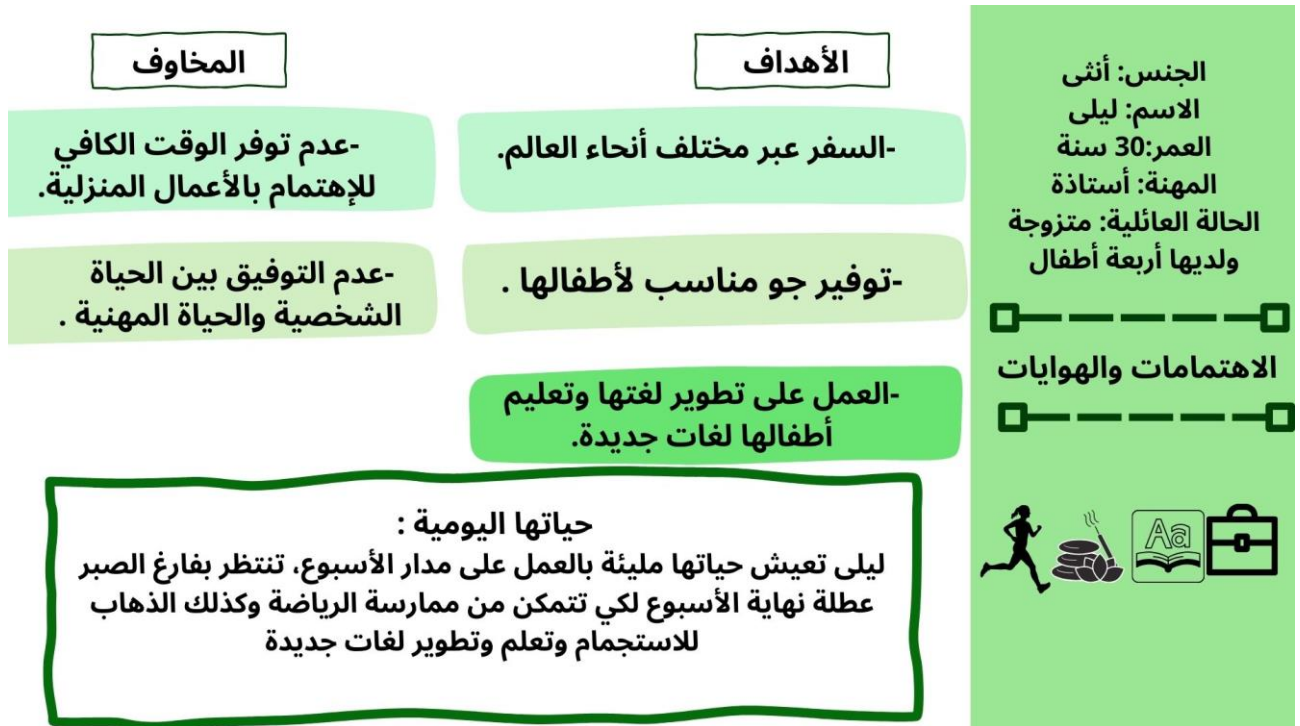 الجنس: أنثى
الاسم: ليلى
العمر:30 سنة
المهنة: أستاذة
الحالة العائلية: متزوجة
ولديها أربعة أطفال
الاهتمامات والهوايات
Aa
الأهداف
-السفر عبر مختلف أنحاء العالم.
-توفير جو مناسب لأطفالها .
-العمل على تطوير لغتها وتعليم
أطفالها لغات جديدة.
المخاوف
-عدم توفر الوقت الكافي
للإهتمام بالأعمال المنزلية.
-عدم التوفيق بين الحياة
الشخصية والحياة المهنية .
حياتها اليومية :
ليلى تعيش حياتها مليئة بالعمل على مدار الأسبوع، تنتظر بفارغ الصبر
عطلة نهاية الأسبوع لكي تتمكن من ممارسة الرياضة وكذلك الذهاب
للاستجمام وتعلم وتطوير لغات جديدة